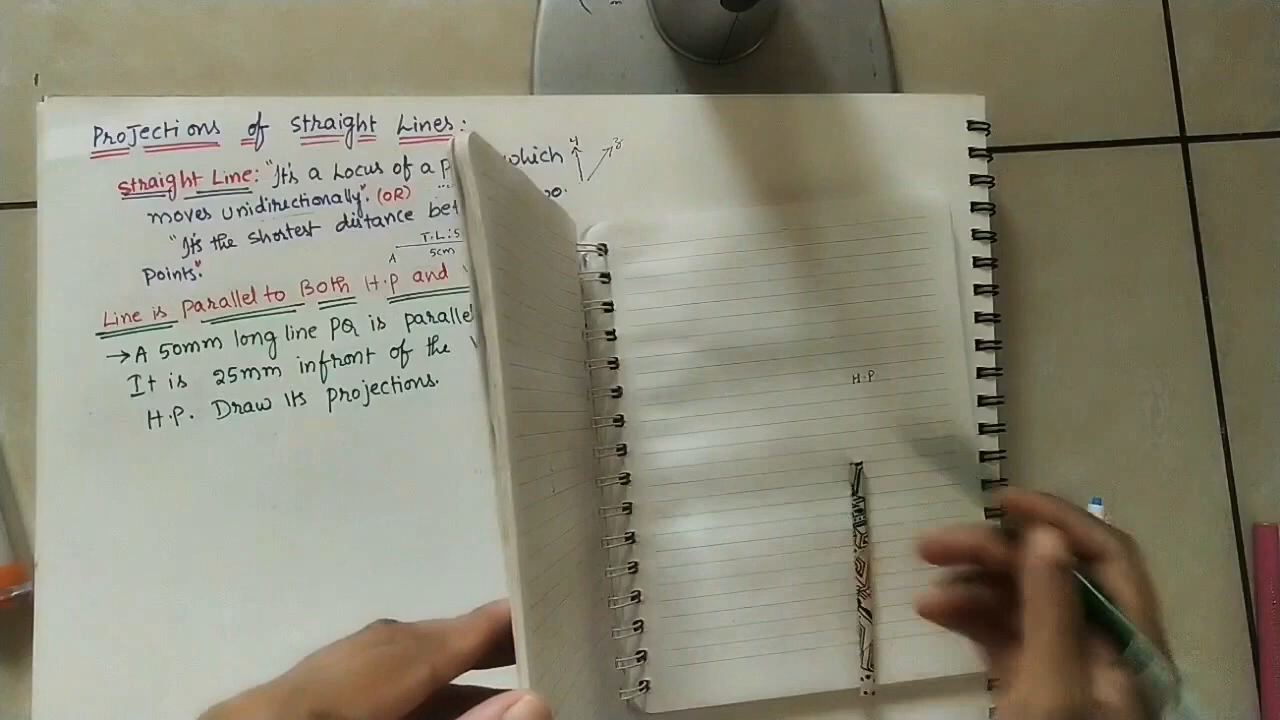 Projections of straight Lines:
straight Line: "It's a Locus of a p which
moves unidirectionally". (OR)
"It's the shortest distance bet
points."
T.L:5
A 5cm
Line is parallel to Both H.p and
→ A 50mm long line PQ is parallel
It is 25mm infront of the
H.P. Draw its projections.
H.P